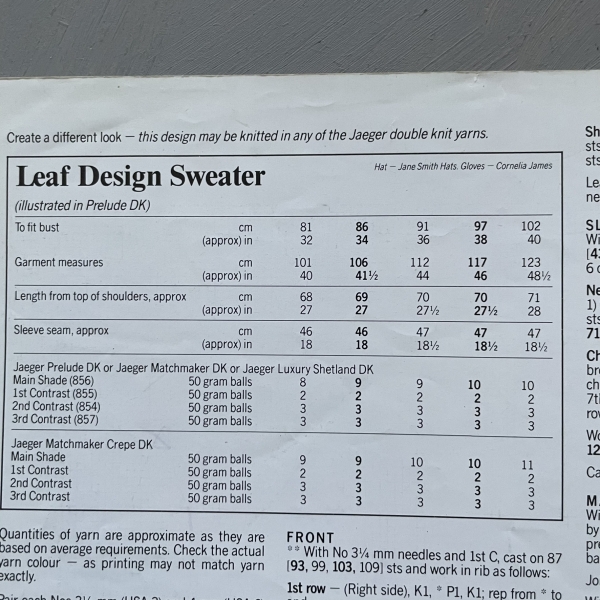 Create a different look — this design may be knitted in any of the Jaeger double knit yarns.
Leaf Design Sweater
Hat — Jane Smith Hats. Gloves — Cornelia James
(illustrated in Prelude DK)
To fit bust cm 81 86 91 97 102
(approx) in 32 34 36 38 40
Garment measures cm 101 106 112 117 123
(approx) in 40 41½ 44 46 48½
Length from top of shoulders, approx cm 68 69 70 70 71
(approx) in 27 27 27½ 27½ 28
Sleeve seam, approx cm 46 46 47 47 47
(approx) in 18 18 18½ 18½ 18½
Jaeger Prelude DK or Jaeger Matchmaker DK or Jaeger Luxury Shetland DK
Main Shade (856) 50 gram balls 8 9 9 10 10
1st Contrast (855) 50 gram balls 2 2 2 2 2
2nd Contrast (854) 50 gram balls 3 3 3 3 3
3rd Contrast (857) 50 gram balls 3 3 3 3 3
Jaeger Matchmaker Crepe DK
Main Shade 50 gram balls 9 9 10 10 11
1st Contrast 50 gram balls 2 2 2 2 2
2nd Contrast 50 gram balls 3 3 3 3 3
3rd Contrast 50 gram balls 3 3 3 3 3
Quantities of yarn are approximate as they are
based on average requirements. Check the actual
yarn colour — as printing may not match yarn
exactly.
FRONT
** With No 3¼ mm needles and 1st C, cast on 87
[93, 99, 103, 109] sts and work in rib as follows:
1st row — (Right side), K1, * P1, K1; rep from * to